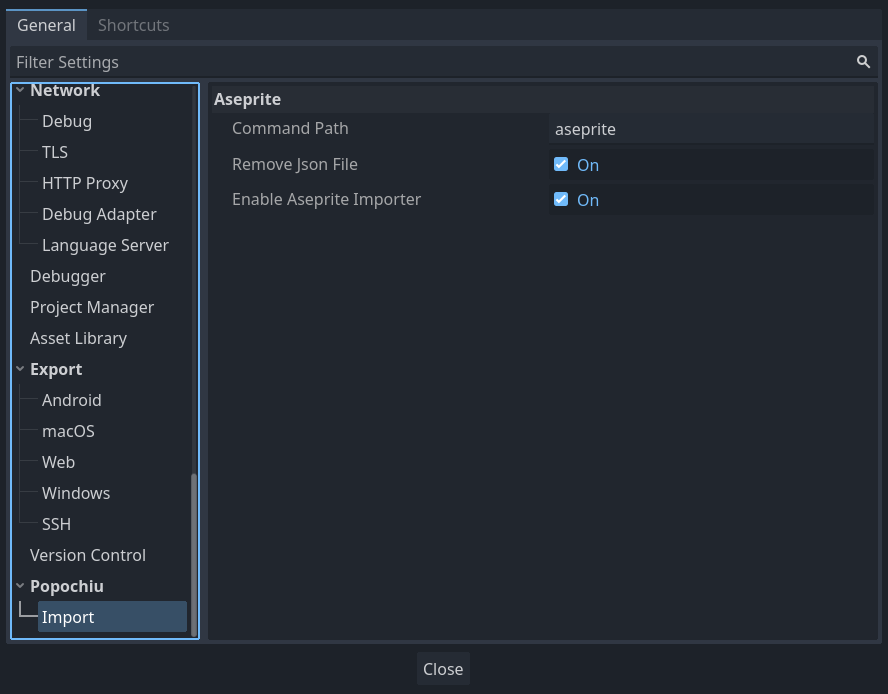 General
Shortcuts
Filter Settings
Network
Debug
TLS
HTTP Proxy
Debug Adapter
Language Server
Debugger
Project Manager
Asset Library
Export
Android
macOS
Web
Windows
SSH
Version Control
Popochiu
Import
Aseprite
Command Path
aseprite
Remove Json File
On
Enable Aseprite Importer
On
Close